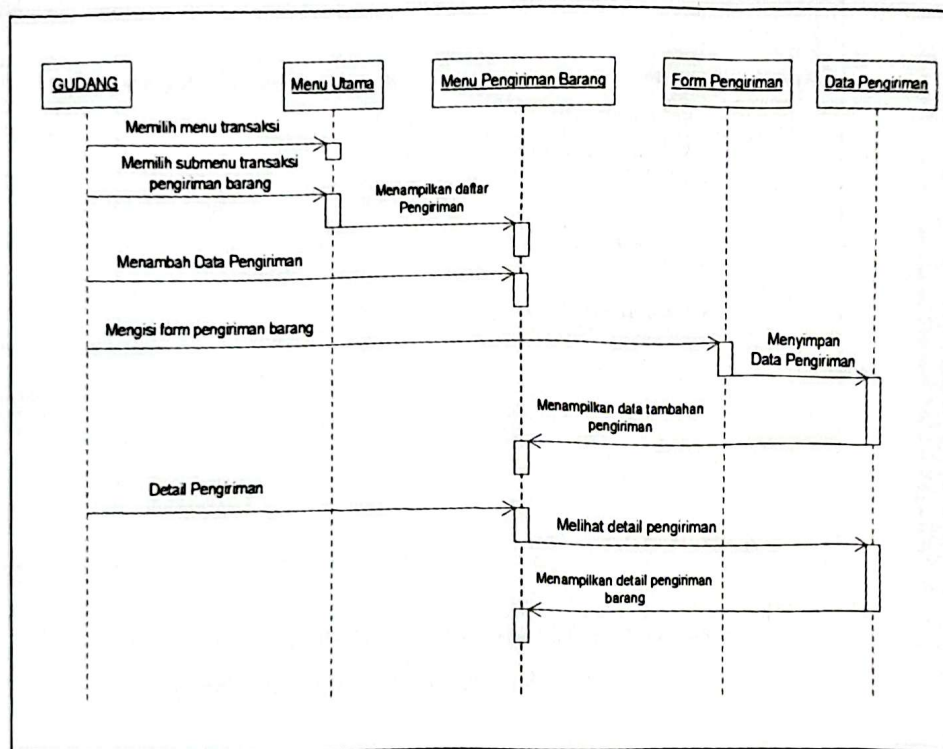 GUDANG
Menu Utama
Menu Pengiriman Barang
Form Pengiriman
Data Pengiriman
Memilih menu transaksi
Memilih submenu transaksi
pengiriman barang
Menampilkan daftar
Pengiriman
Menambah Data Pengiriman
Mengisi form pengiriman barang
Menyimpan
Data Pengiriman
Menampilkan data tambahan
pengiriman
Detail Pengiriman
Melihat detail pengiriman
Menampilkan detail pengiriman
barang